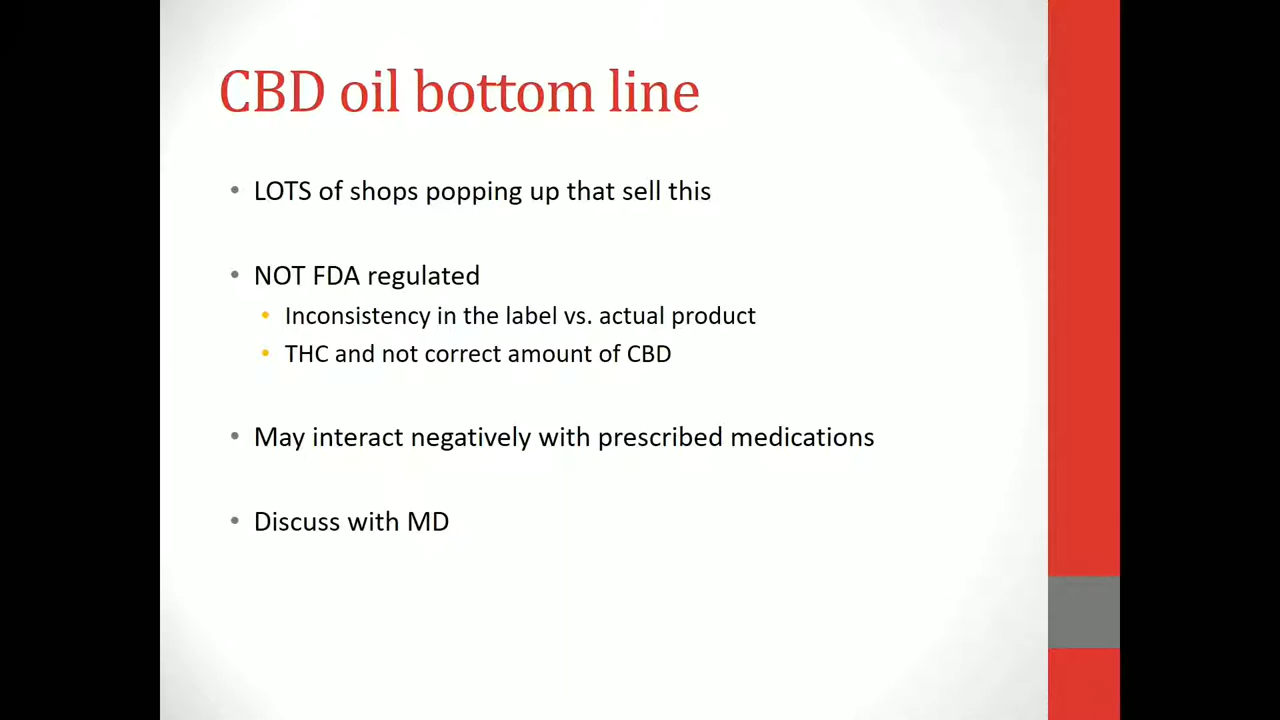 CBD oil bottom line
• LOTS of shops popping up that sell this
• NOT FDA regulated
• Inconsistency in the label vs. actual product
• THC and not correct amount of CBD
• May interact negatively with prescribed medications
• Discuss with MD